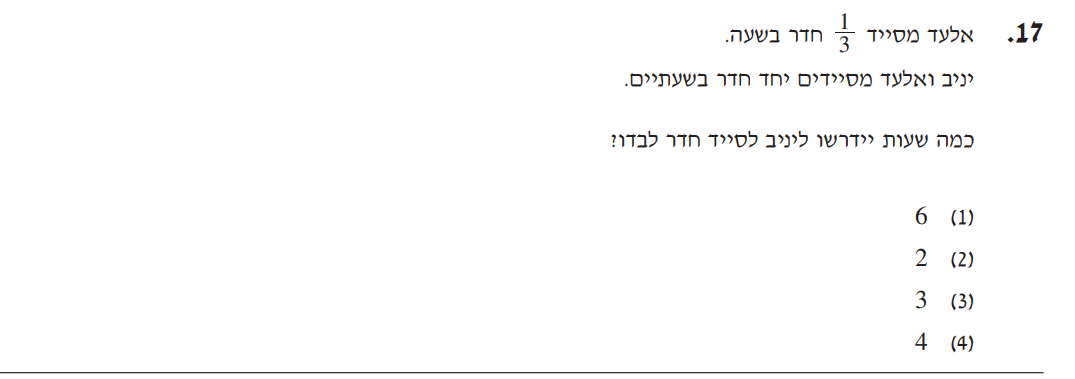 17. אלעד מסייד 1/3 חדר בשעה.
יניב ואלעד מסיידים יחד חדר בשעתיים.
כמה שעות יידרשו ליניב לסייד חדר לבדו?
(1) 6
(2) 2
(3) 3
(4) 4